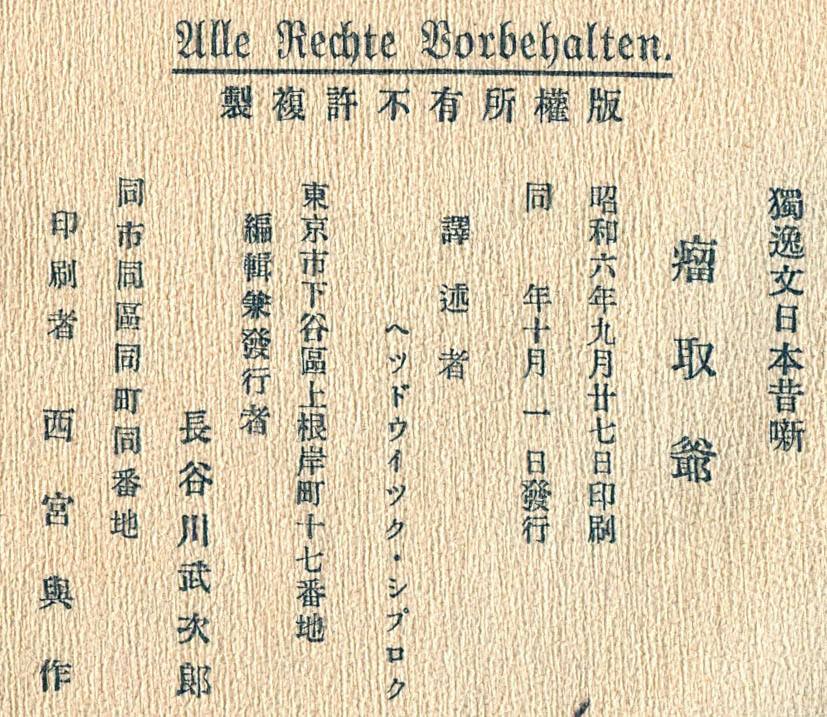 Alle Rechte Vorbehalten.
版權所有不許複製
獨逸文日本昔噺
瘤取爺
昭和六年九月廿七日印刷
同 年十月一日發行
譯述者
ヘッドウイツク・シプロク
東京市下谷區上根岸町十七番地
編輯兼發行者
長谷川武次郎
同市同區同町同番地
印刷者 西宮與作